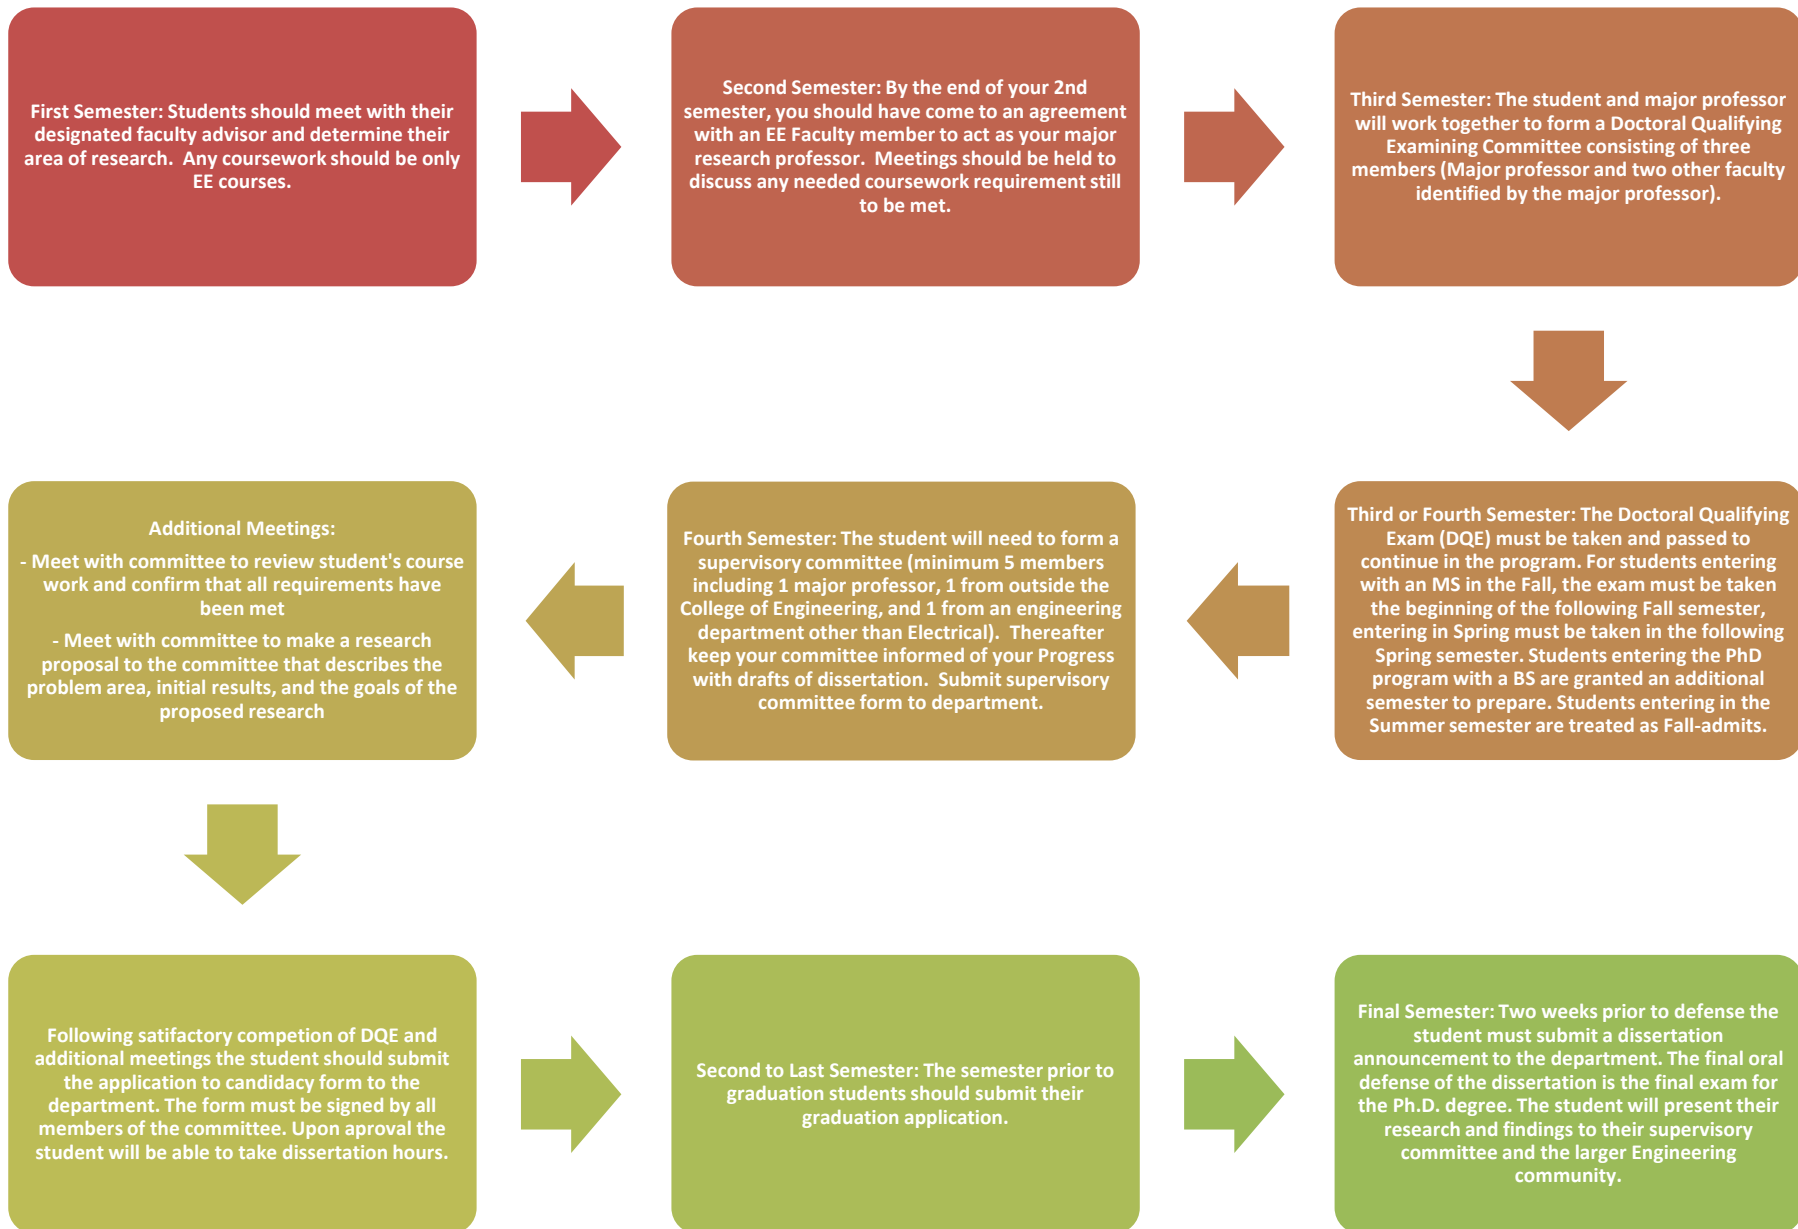 First Semester: Students should meet with their
designated faculty advisor and determine their
area of research.  Any coursework should be only
EE courses.
Second Semester: By the end of your 2nd
semester, you should have come to an agreement
with an EE Faculty member to act as your major
research professor.  Meetings should be held to
discuss any needed coursework requirement still
to be met.
Third Semester: The student and major professor
will work together to form a Doctoral Qualifying
Examining Committee consisting of three
members (Major professor and two other faculty
identified by the major professor).
Third or Fourth Semester: The Doctoral Qualifying
Exam (DQE) must be taken and passed to
continue in the program. For students entering
with an MS in the Fall, the exam must be taken
the beginning of the following Fall semester,
entering in Spring must be taken in the following
Spring semester. Students entering the PhD
program with a BS are granted an additional
semester to prepare. Students entering in the
Summer semester are treated as Fall-admits.
Fourth Semester: The student will need to form a
supervisory committee (minimum 5 members
including 1 major professor, 1 from outside the
College of Engineering, and 1 from an engineering
department other than Electrical).  Thereafter
keep your committee informed of your Progress
with drafts of dissertation.  Submit supervisory
committee form to department.
Additional Meetings:
- Meet with committee to review student's course
work and confirm that all requirements have
been met
- Meet with committee to make a research
proposal to the committee that describes the
problem area, initial results, and the goals of the
proposed research
Following satifactory competion of DQE and
additional meetings the student should submit
the application to candidacy form to the
department. The form must be signed by all
members of the committee. Upon aproval the
student will be able to take dissertation hours.
Second to Last Semester: The semester prior to
graduation students should submit their
graduation application.
Final Semester: Two weeks prior to defense the
student must submit a dissertation
announcement to the department. The final oral
defense of the dissertation is the final exam for
the Ph.D. degree. The student will present their
research and findings to their supervisory
committee and the larger Engineering
community.